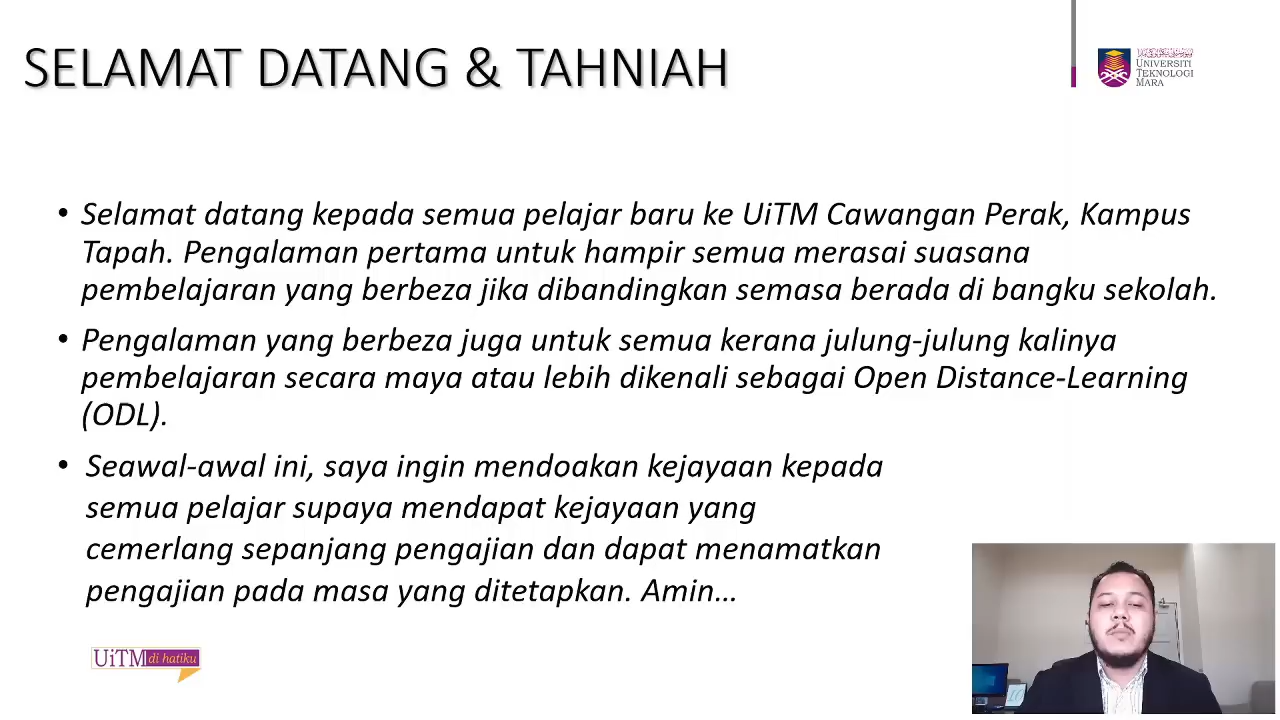 SELAMAT DATANG & TAHNIAH
UNIVERSITI
TEKNOLOGI
MARA
• Selamat datang kepada semua pelajar baru ke UiTM Cawangan Perak, Kampus
Tapah. Pengalaman pertama untuk hampir semua merasai suasana
pembelajaran yang berbeza jika dibandingkan semasa berada di bangku sekolah.
• Pengalaman yang berbeza juga untuk semua kerana julung-julung kalinya
pembelajaran secara maya atau lebih dikenali sebagai Open Distance-Learning
(ODL).
• Seawal-awal ini, saya ingin mendoakan kejayaan kepada
semua pelajar supaya mendapat kejayaan yang
cemerlang sepanjang pengajian dan dapat menamatkan
pengajian pada masa yang ditetapkan. Amin…
UiTM di hatiku